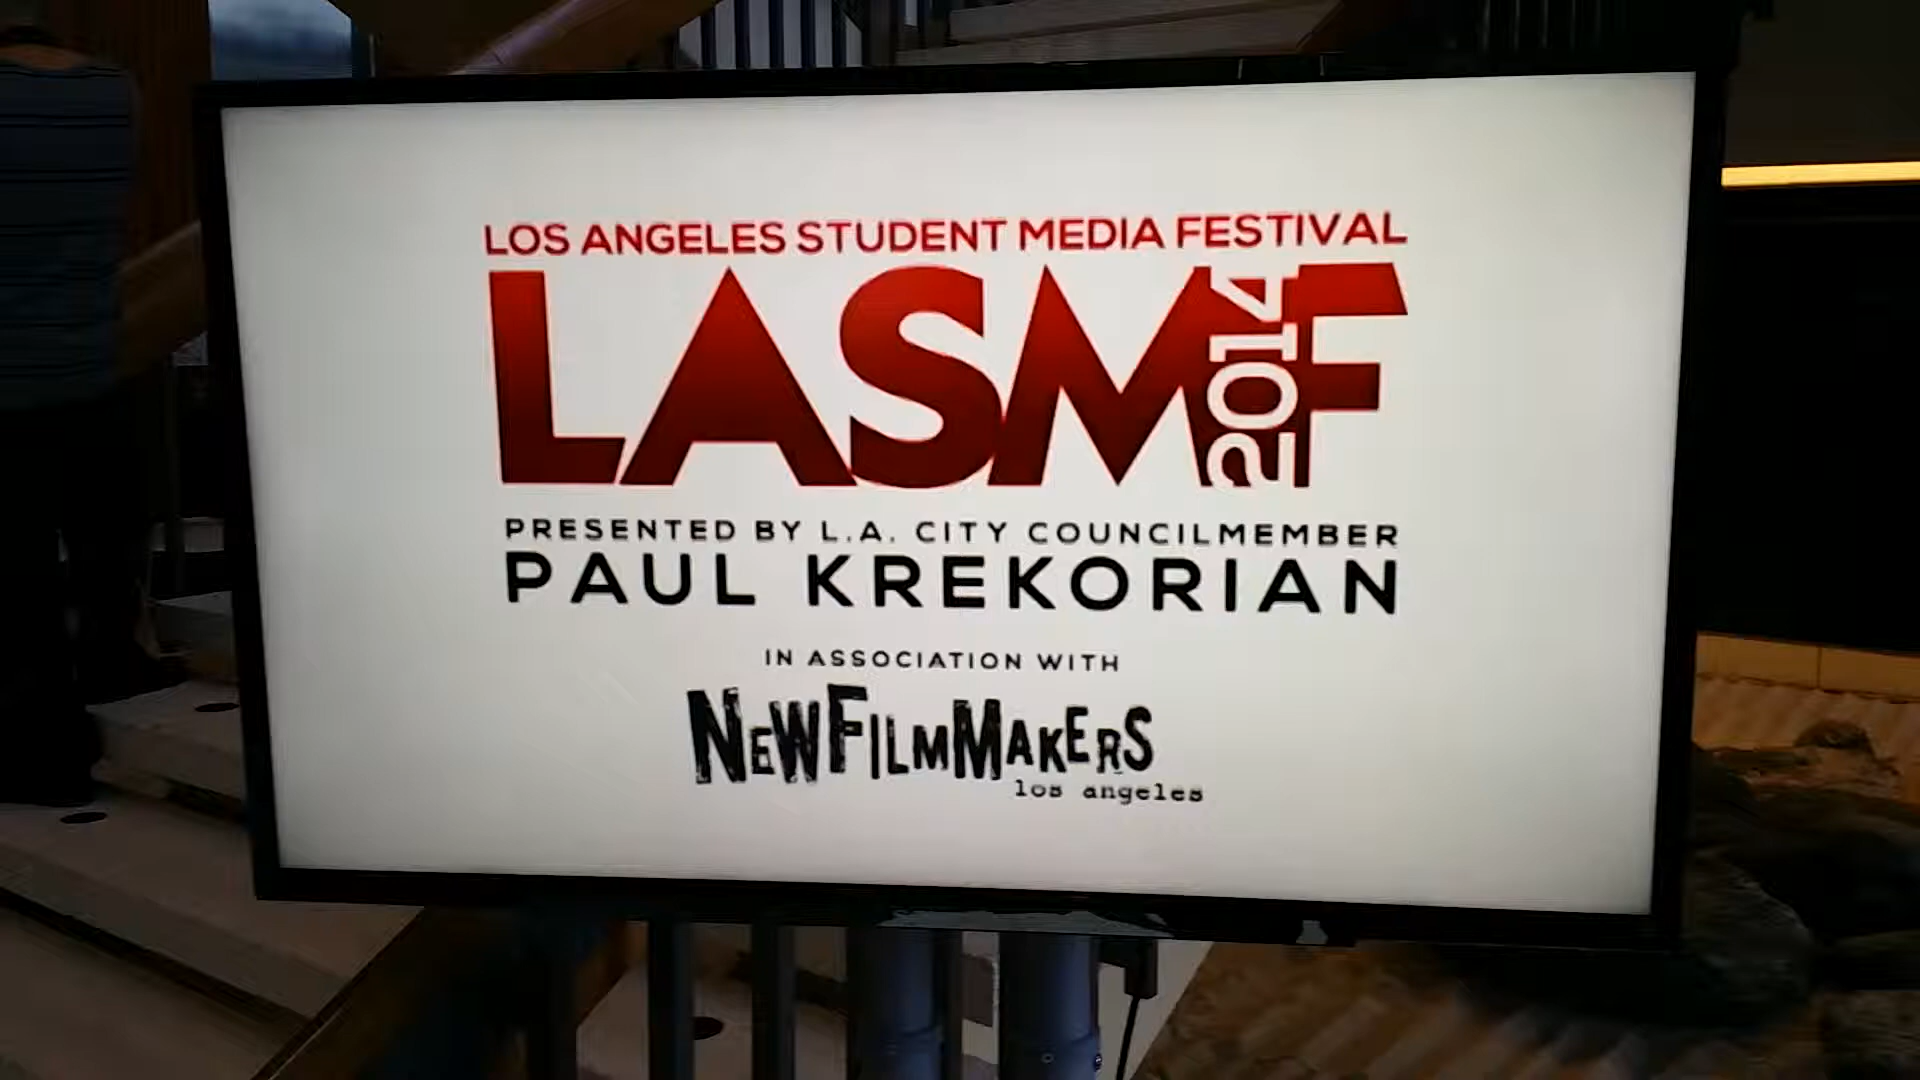 LOS ANGELES STUDENT MEDIA FESTIVAL
LASMF
2014
PRESENTED BY L.A. CITY COUNCILMEMBER
PAUL KREKORIAN
IN ASSOCIATION WITH
NEWFILMMAKERS
los angeles